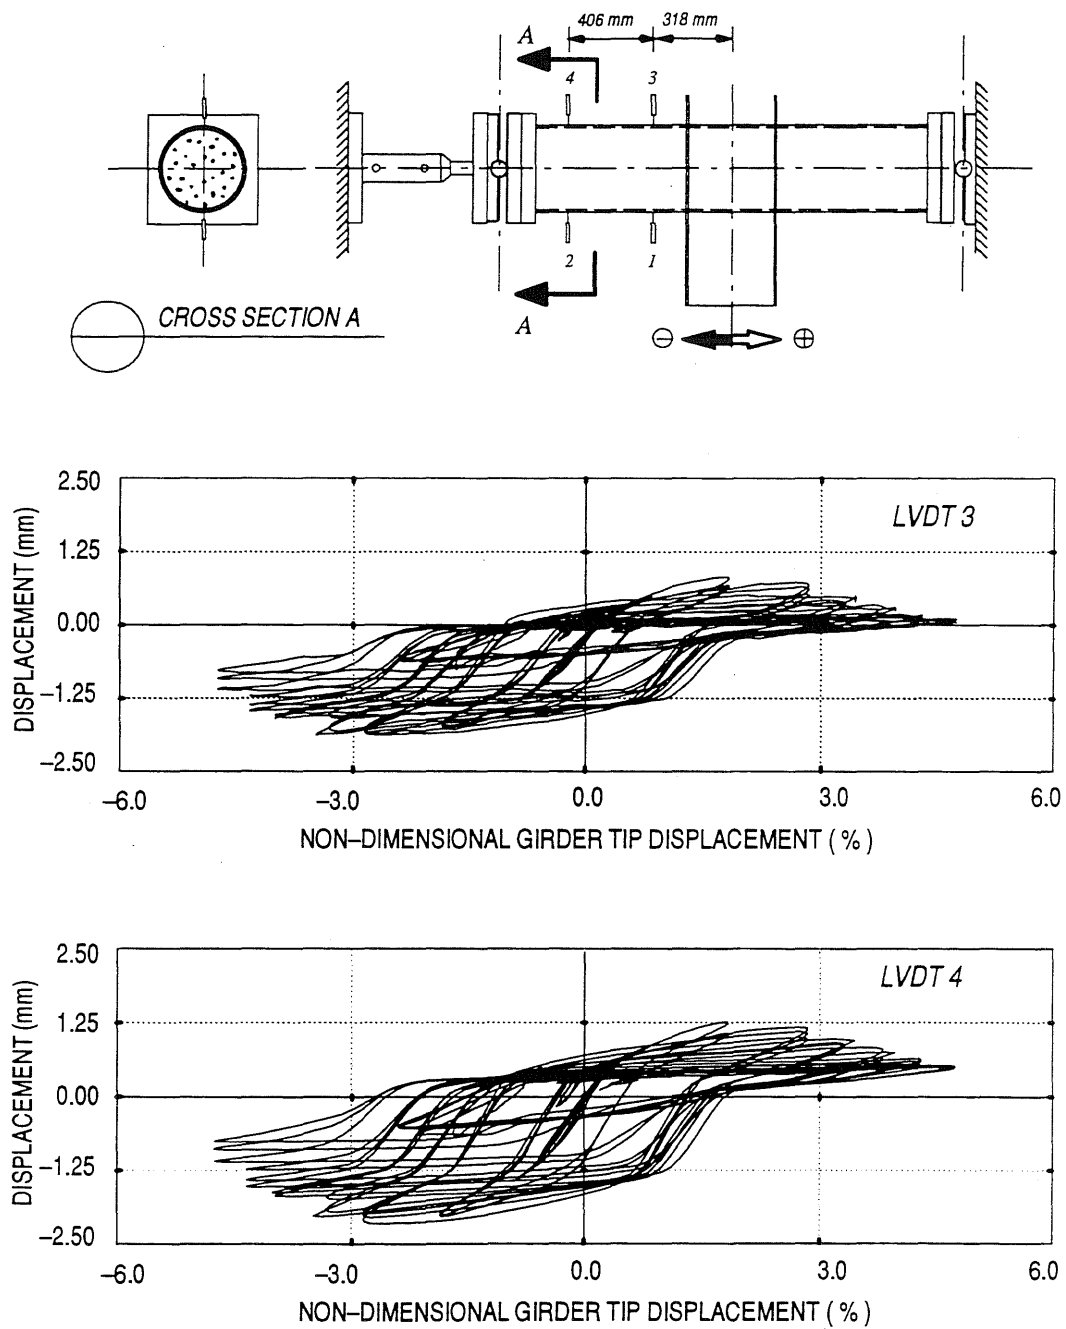 406 mm 318 mm
A
4 3
2 1
A
CROSS SECTION A
⊖ ⊕
2.50
1.25
0.00
−1.25
−2.50
DISPLACEMENT (mm)
LVDT 3
−6.0 −3.0 0.0 3.0 6.0
NON–DIMENSIONAL GIRDER TIP DISPLACEMENT ( % )
2.50
1.25
0.00
−1.25
−2.50
DISPLACEMENT (mm)
LVDT 4
−6.0 −3.0 0.0 3.0 6.0
NON–DIMENSIONAL GIRDER TIP DISPLACEMENT ( % )